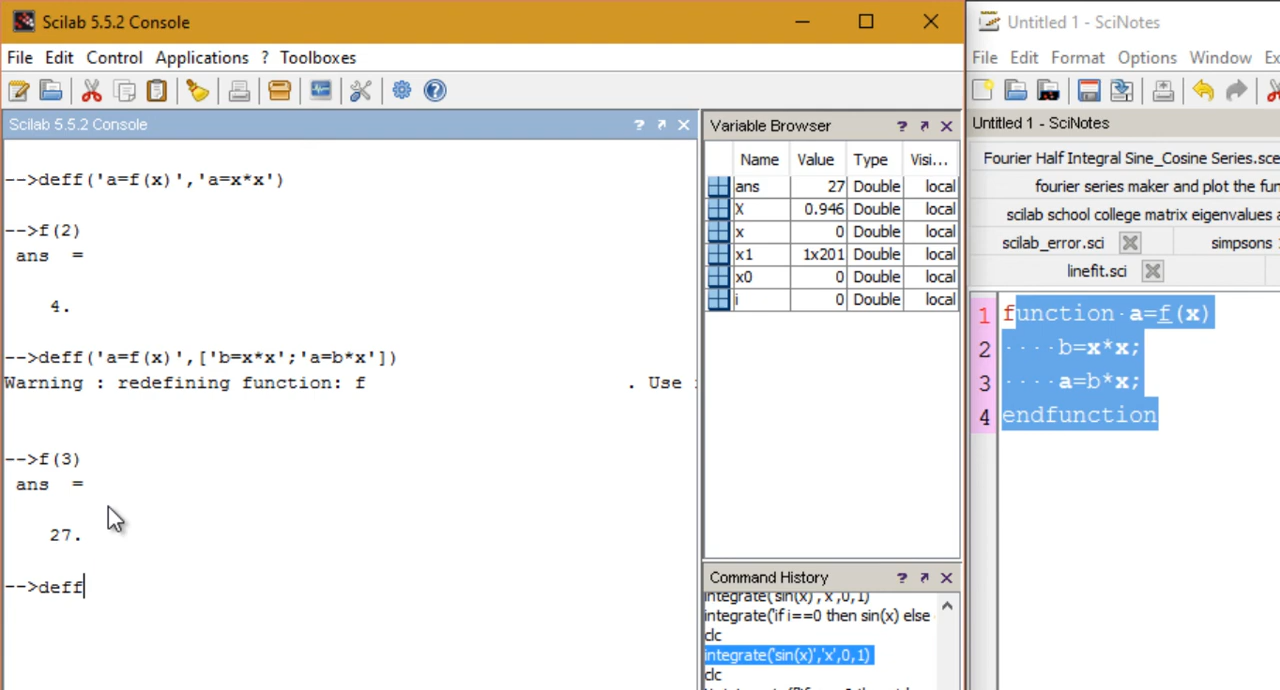 Scilab 5.5.2 Console
File Edit Control Applications ? Toolboxes
Scilab 5.5.2 Console
-->deff('a=f(x)','a=x*x')
-->f(2)
ans =
4.
-->deff('a=f(x)',['b=x*x';'a=b*x'])
Warning : redefining function: f . Use
-->f(3)
ans =
27.
-->deff
Variable Browser
Name Value Type Visi...
ans 27 Double local
X 0.946 Double local
x 0 Double local
x1 1x201 Double local
x0 0 Double local
i 0 Double local
Command History
integrate('sin(x)','x',0,1)
integrate('if i==0 then sin(x) else
clc
integrate('sin(x)','x',0,1)
clc
Untitled 1 - SciNotes
File Edit Format Options Window Ex
Untitled 1 - SciNotes
Fourier Half Integral Sine_Cosine Series.sce
fourier series maker and plot the fun
scilab school college matrix eigenvalues a
scilab_error.sci simpsons
linefit.sci
1 function a=f(x)
2 b=x*x;
3 a=b*x;
4 endfunction